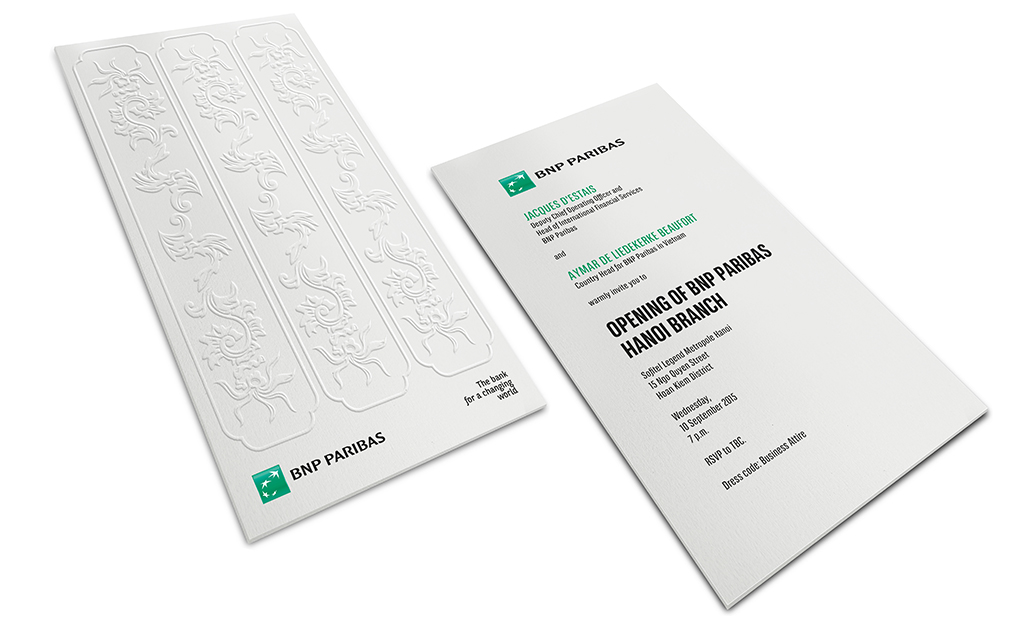 The bank
for a changing
world
BNP PARIBAS
BNP PARIBAS
JACQUES D'ESTAIS
Deputy Chief Operating Officer and
Head of International Financial Services
BNP Paribas
and
AYMAR DE LIEDEKERKE BEAUFORT
Country Head for BNP Paribas in Vietnam
warmly invite you to
OPENING OF BNP PARIBAS
HANOI BRANCH
Sofitel Legend Metropole Hanoi
15 Ngo Quyen Street
Hoan Kiem District
Wednesday,
10 September 2015
7 p.m.
RSVP to TBC.
Dress code: Business Attire